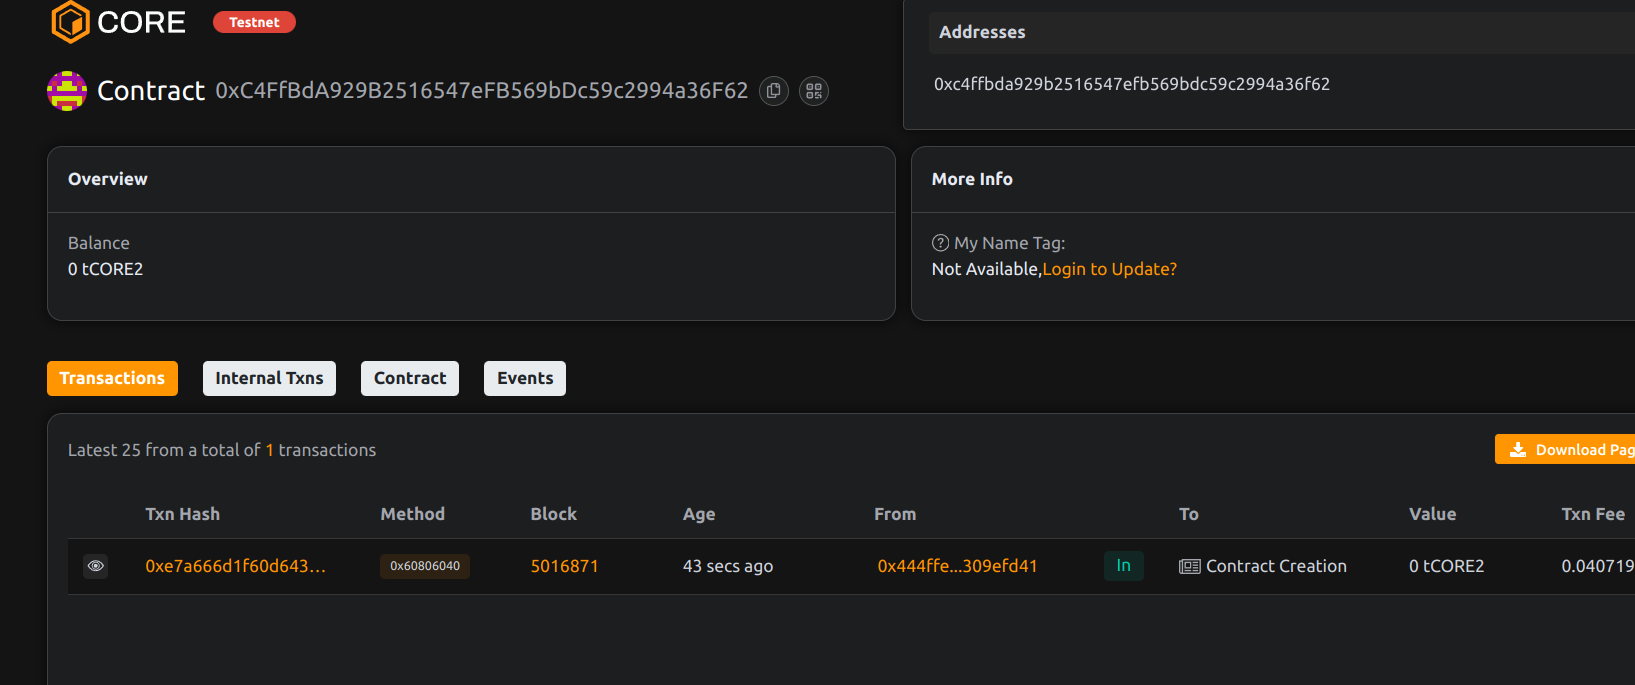 CORE Testnet
Addresses
Contract 0xC4FfBdA929B2516547eFB569bDc59c2994a36F62
0xc4ffbda929b2516547efb569bdc59c2994a36f62
Overview
Balance
0 tCORE2
More Info
My Name Tag:
Not Available,Login to Update?
Transactions Internal Txns Contract Events
Latest 25 from a total of 1 transactions
Download Pag
Txn Hash Method Block Age From To Value Txn Fee
0xe7a666d1f60d643... 0x60806040 5016871 43 secs ago 0x444ffe...309efd41 In Contract Creation 0 tCORE2 0.040719